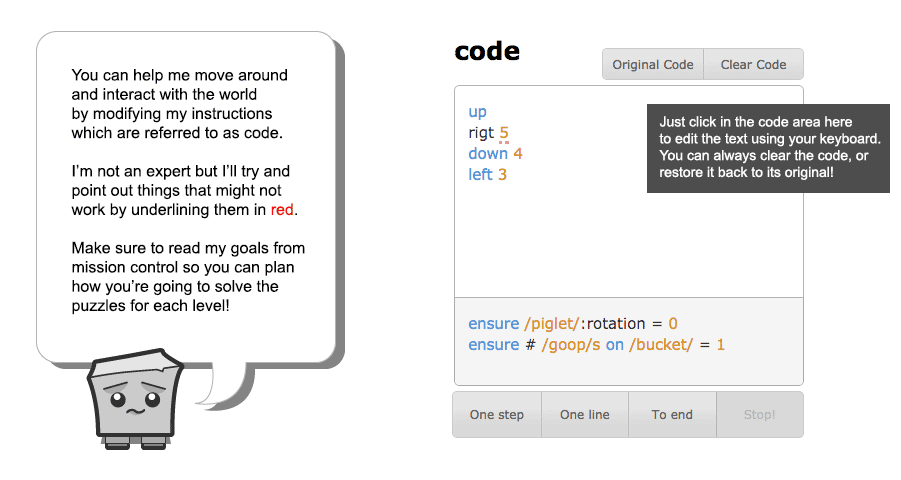 You can help me move around
and interact with the world
by modifying my instructions
which are referred to as code.
I'm not an expert but I'll try and
point out things that might not
work by underlining them in red.
Make sure to read my goals from
mission control so you can plan
how you're going to solve the
puzzles for each level!
code
Original Code
Clear Code
up
rigt 5
down 4
left 3
Just click in the code area here
to edit the text using your keyboard.
You can always clear the code, or
restore it back to its original!
ensure /piglet/:rotation = 0
ensure # /goop/s on /bucket/ = 1
One step
One line
To end
Stop!